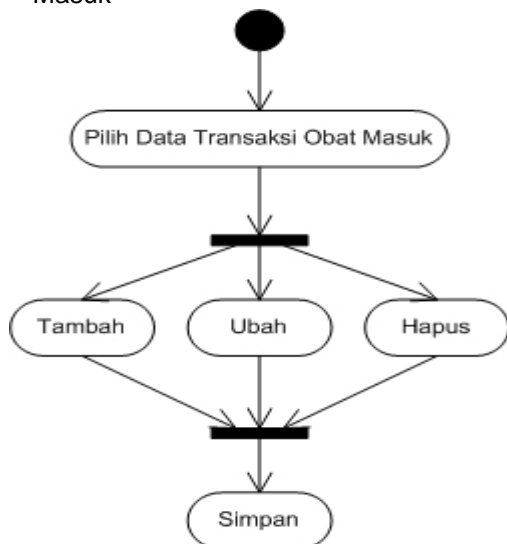 Masuk
Pilih Data Transaksi Obat Masuk
Tambah
Ubah
Hapus
Simpan